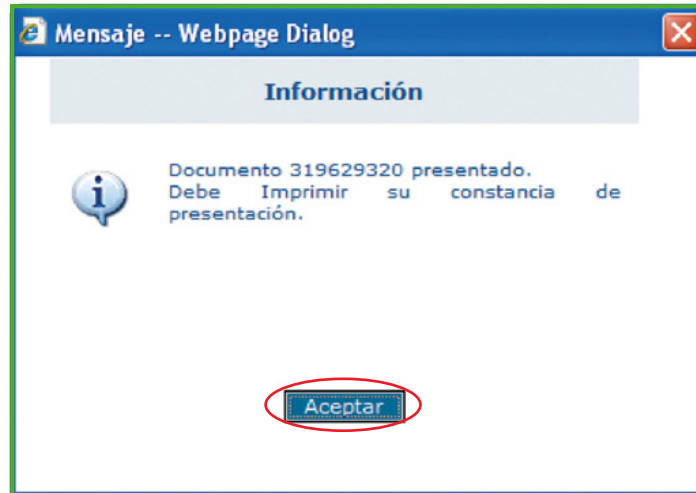 Mensaje -- Webpage Dialog
Información
Documento 319629320 presentado.
Debe Imprimir su constancia de
presentación.
Aceptar